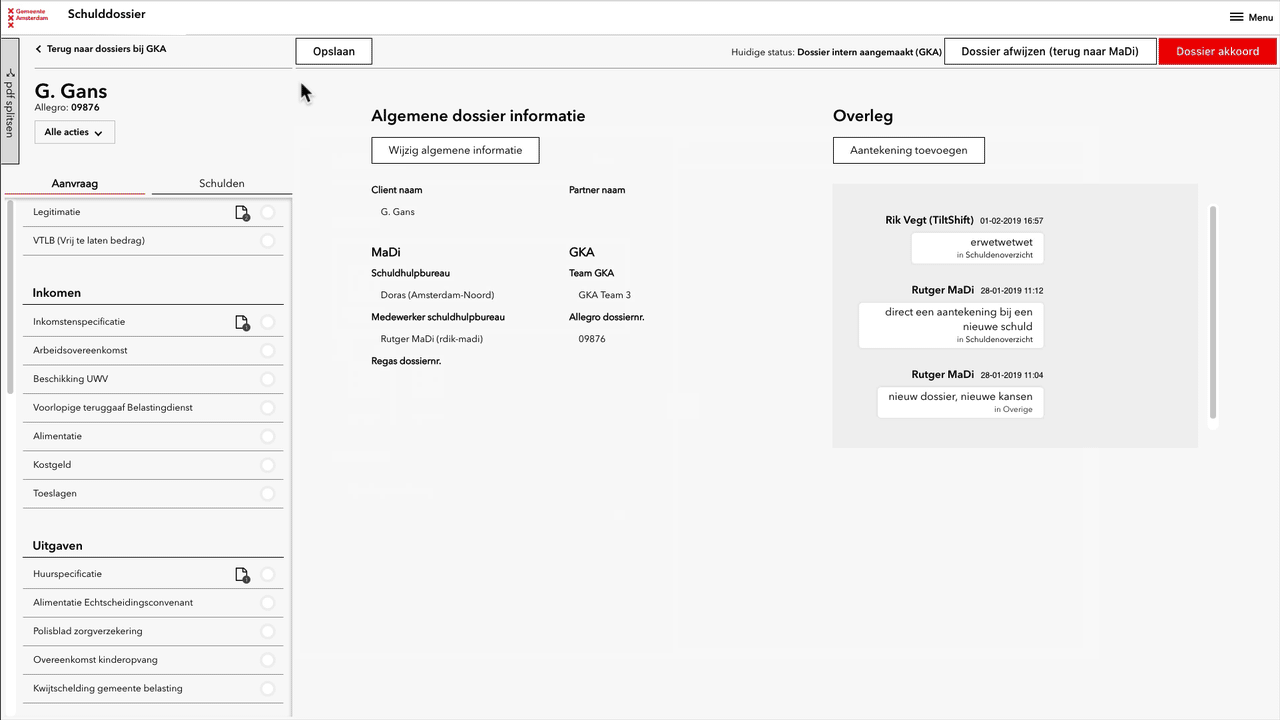 Gemeente
Amsterdam
Schulddossier
Menu
Terug naar dossiers bij GKA
Opslaan
Huidige status: Dossier intern aangemaakt (GKA)
Dossier afwijzen (terug naar MaDi)
Dossier akkoord
pdf splitsen
G. Gans
Allegro: 09876
Alle acties
Aanvraag
Schulden
Legitimatie
VTLB (Vrij te laten bedrag)
Inkomen
Inkomstenspecificatie
Arbeidsovereenkomst
Beschikking UWV
Voorlopige teruggaaf Belastingdienst
Alimentatie
Kostgeld
Toeslagen
Uitgaven
Huurspecificatie
Alimentatie Echtscheidingsconvenant
Polisblad zorgverzekering
Overeenkomst kinderopvang
Kwijtschelding gemeente belasting
Algemene dossier informatie
Wijzig algemene informatie
Client naam
Partner naam
G. Gans
MaDi
GKA
Schuldhulpbureau
Team GKA
Doras (Amsterdam-Noord)
GKA Team 3
Medewerker schuldhulpbureau
Allegro dossiernr.
Rutger MaDi (rdik-madi)
09876
Regas dossiernr.
Overleg
Aantekening toevoegen
Rik Vegt (TiltShift) 01-02-2019 16:57
erwetwetwet
in Schuldenoverzicht
Rutger MaDi 28-01-2019 11:12
direct een aantekening bij een
nieuwe schuld
in Schuldenoverzicht
Rutger MaDi 28-01-2019 11:04
nieuw dossier, nieuwe kansen
in Overige